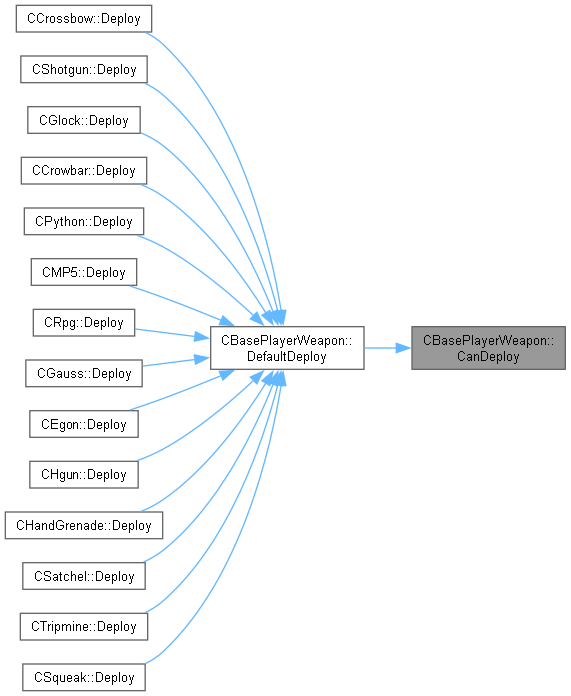 CCrossbow::Deploy
CShotgun::Deploy
CGlock::Deploy
CCrowbar::Deploy
CPython::Deploy
CMP5::Deploy
CRpg::Deploy
CBasePlayerWeapon::
DefaultDeploy
CBasePlayerWeapon::
CanDeploy
CGauss::Deploy
CEgon::Deploy
CHgun::Deploy
CHandGrenade::Deploy
CSatchel::Deploy
CTripmine::Deploy
CSqueak::Deploy